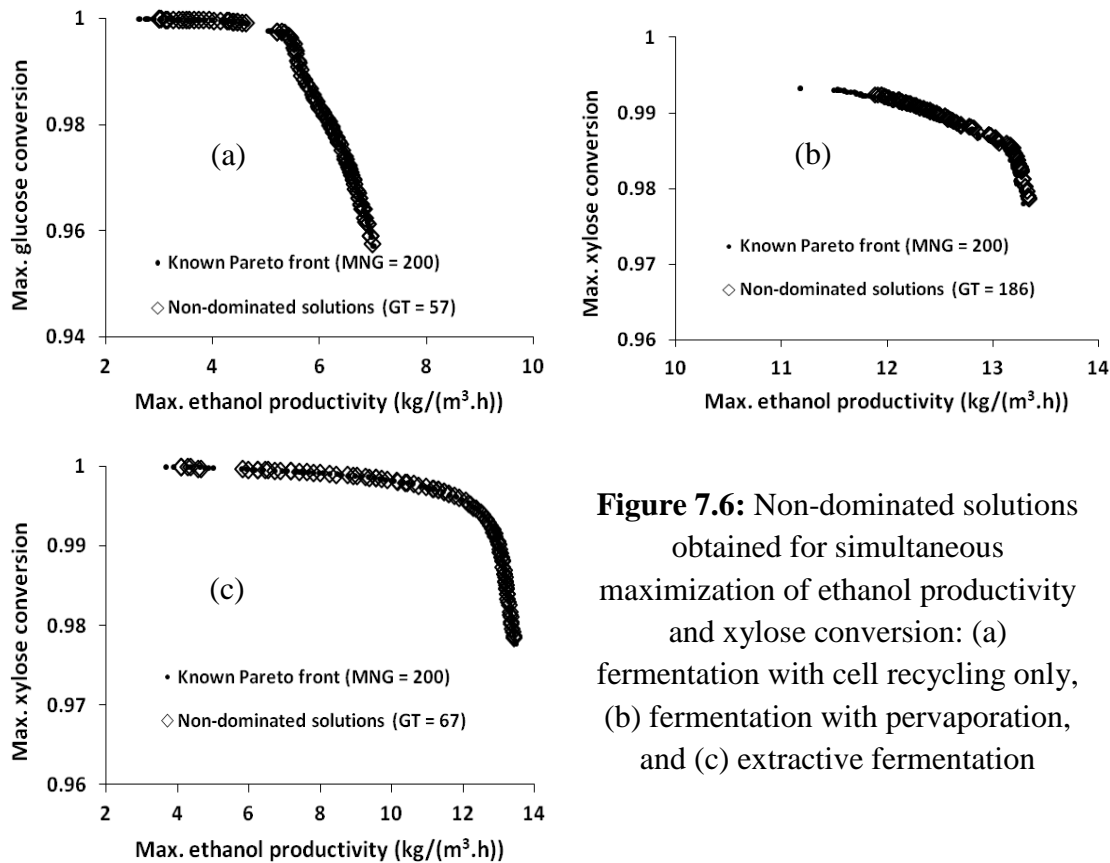 1
0.98
0.96
0.94
2
4
6
8
10
Max. glucose conversion
Max. ethanol productivity (kg/(m³.h))
(a)
• Known Pareto front (MNG = 200)
◇ Non-dominated solutions (GT = 57)
1
0.99
0.98
0.97
0.96
10
11
12
13
14
Max. xylose conversion
Max. ethanol productivity (kg/(m³.h))
(b)
• Known Pareto front (MNG = 200)
◇ Non-dominated solutions (GT = 186)
1
0.99
0.98
0.97
0.96
2
4
6
8
10
12
14
Max. xylose conversion
Max. ethanol productivity (kg/(m³.h))
(c)
• Known Pareto front (MNG = 200)
◇ Non-dominated solutions (GT = 67)
Figure 7.6: Non-dominated solutions
obtained for simultaneous
maximization of ethanol productivity
and xylose conversion: (a)
fermentation with cell recycling only,
(b) fermentation with pervaporation,
and (c) extractive fermentation